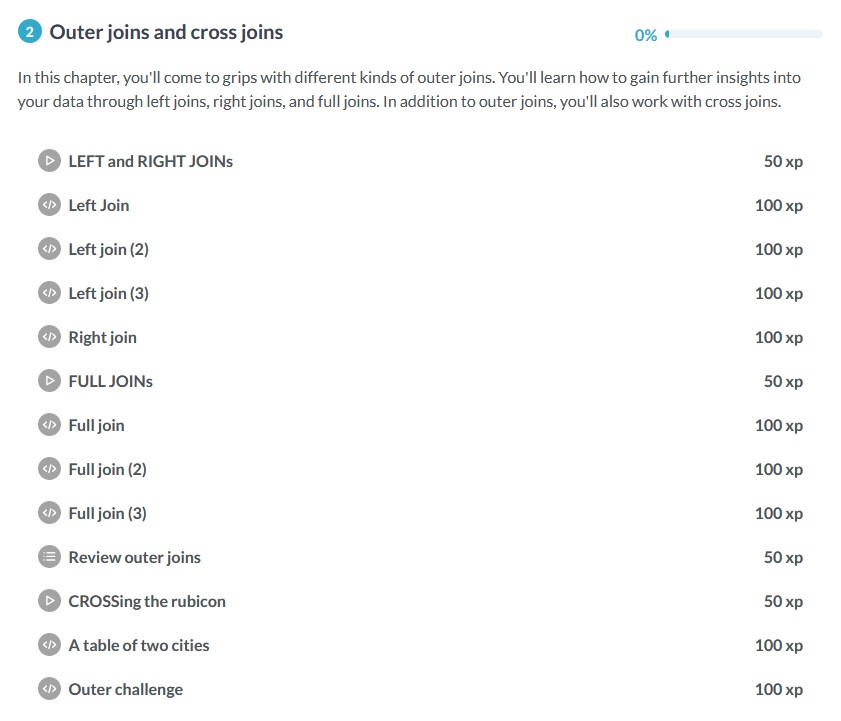 2 Outer joins and cross joins 0%
In this chapter, you'll come to grips with different kinds of outer joins. You'll learn how to gain further insights into
your data through left joins, right joins, and full joins. In addition to outer joins, you'll also work with cross joins.
LEFT and RIGHT JOINs 50 xp
Left Join 100 xp
Left join (2) 100 xp
Left join (3) 100 xp
Right join 100 xp
FULL JOINs 50 xp
Full join 100 xp
Full join (2) 100 xp
Full join (3) 100 xp
Review outer joins 50 xp
CROSSing the rubicon 50 xp
A table of two cities 100 xp
Outer challenge 100 xp